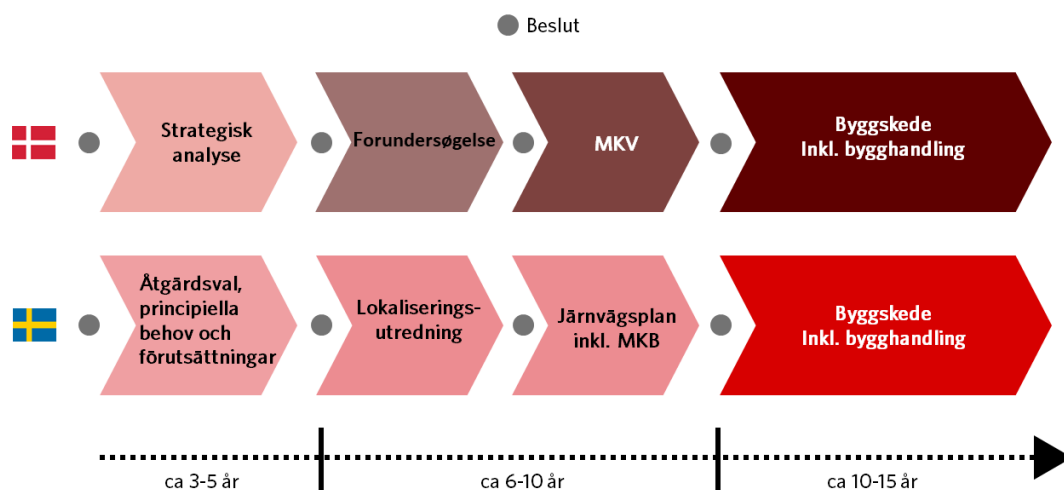 Beslut
Strategisk
analyse
Forundersøgelse
MKV
Byggskede
Inkl. bygghandling
Åtgärdsval,
principiella
behov och
förutsättningar
Lokaliserings-
utredning
Järnvägsplan
inkl. MKB
Byggskede
Inkl. bygghandling
ca 3-5 år
ca 6-10 år
ca 10-15 år